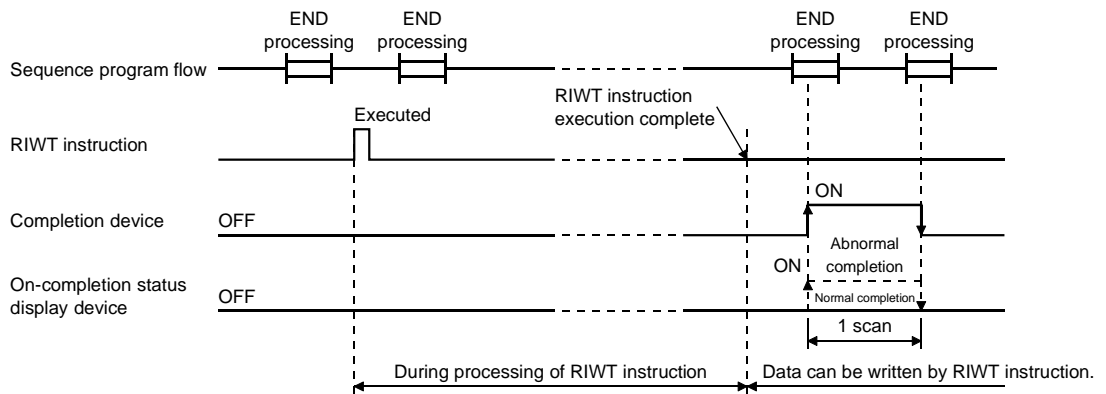 END
processing
END
processing
END
processing
END
processing
Sequence program flow
RIWT instruction
execution complete
Executed
RIWT instruction
ON
Completion device
OFF
Abnormal
completion
ON
On-completion status
display device
OFF
Normal completion
1 scan
During processing of RIWT instruction
Data can be written by RIWT instruction.